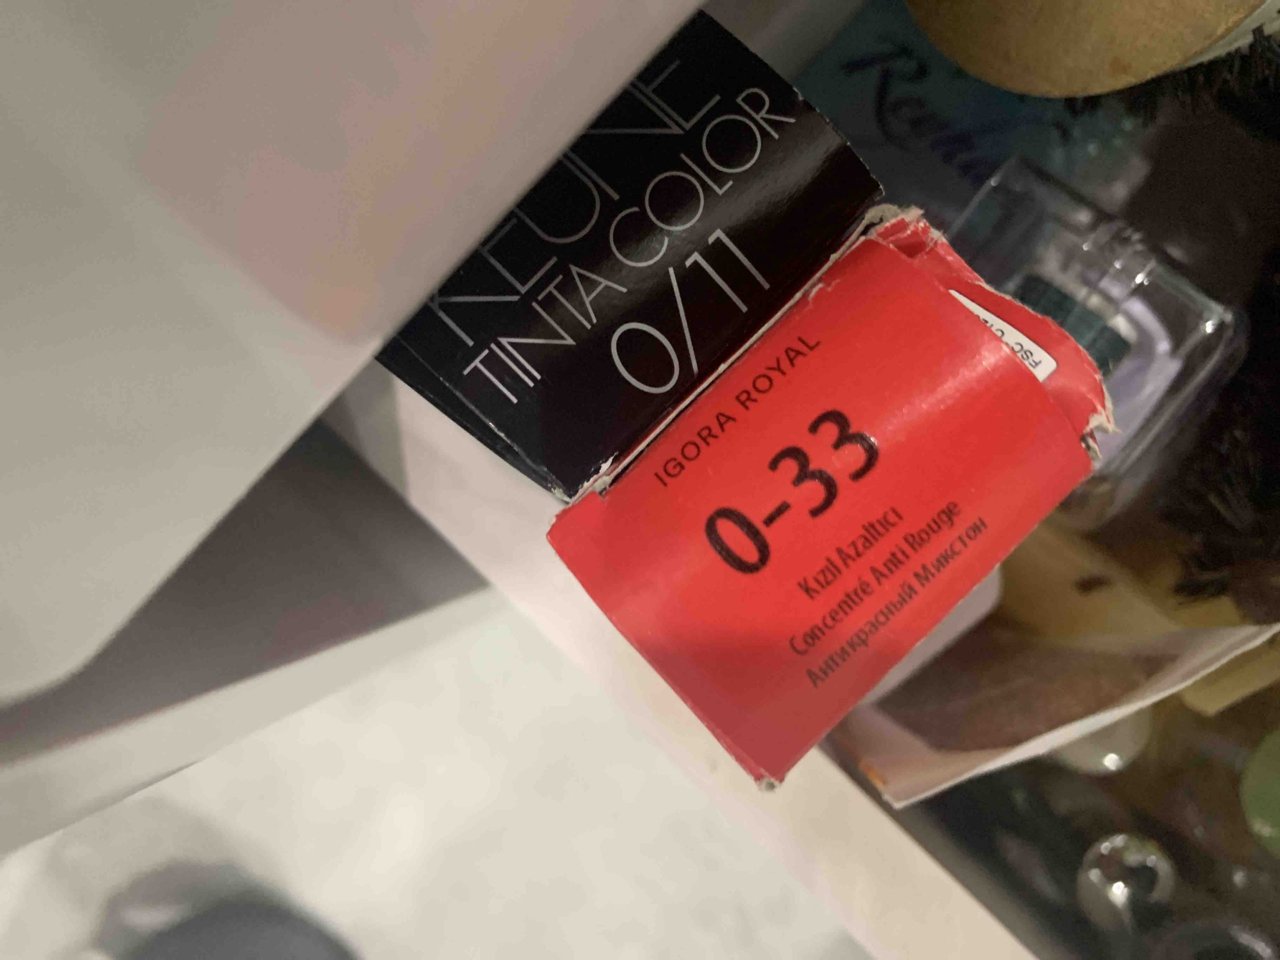 KEUNE
TINTA COLOR
0/11
IGORA ROYAL
0-33
Kızıl Azaltıcı
Concentré Anti Rouge
Антикрасный Микстон